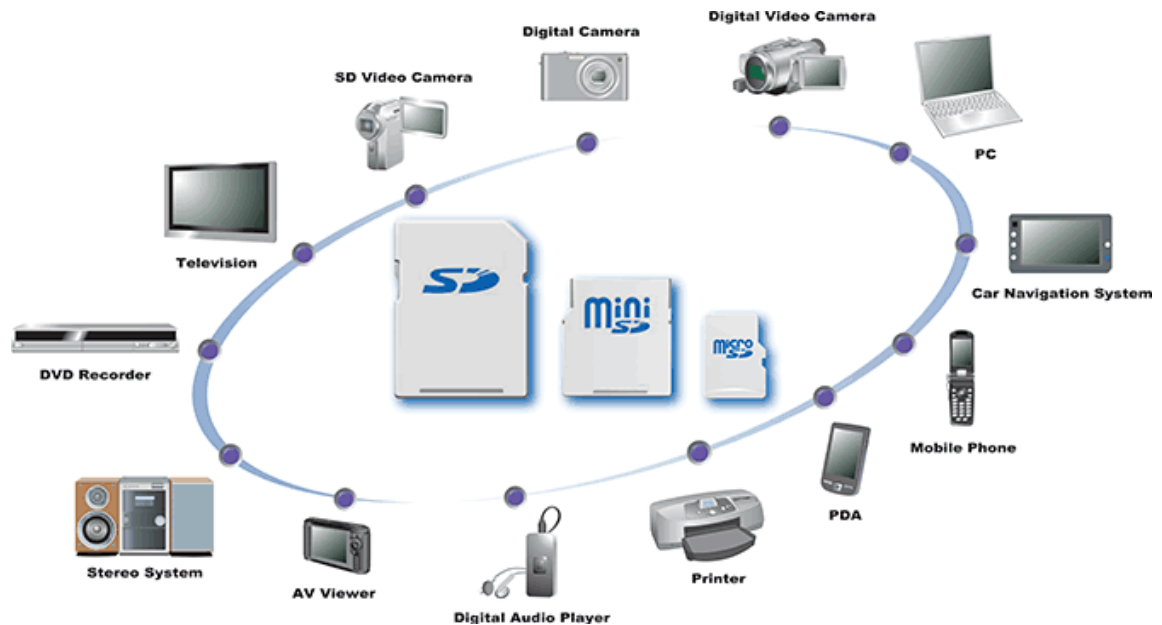 Digital Video Camera
Digital Camera
SD Video Camera
PC
Television
SD
Car Navigation System
mini
SD
micro
SD
DVD Recorder
Mobile Phone
PDA
Stereo System
Printer
AV Viewer
Digital Audio Player